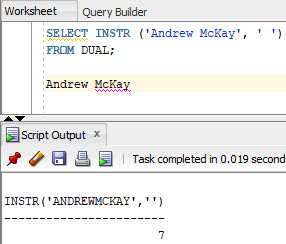 Worksheet Query Builder
SELECT INSTR ('Andrew McKay', ' ')
FROM DUAL;
Andrew McKay
Script Output x
Task completed in 0.019 second
INSTR('ANDREWMCKAY','')
-----------------------
7